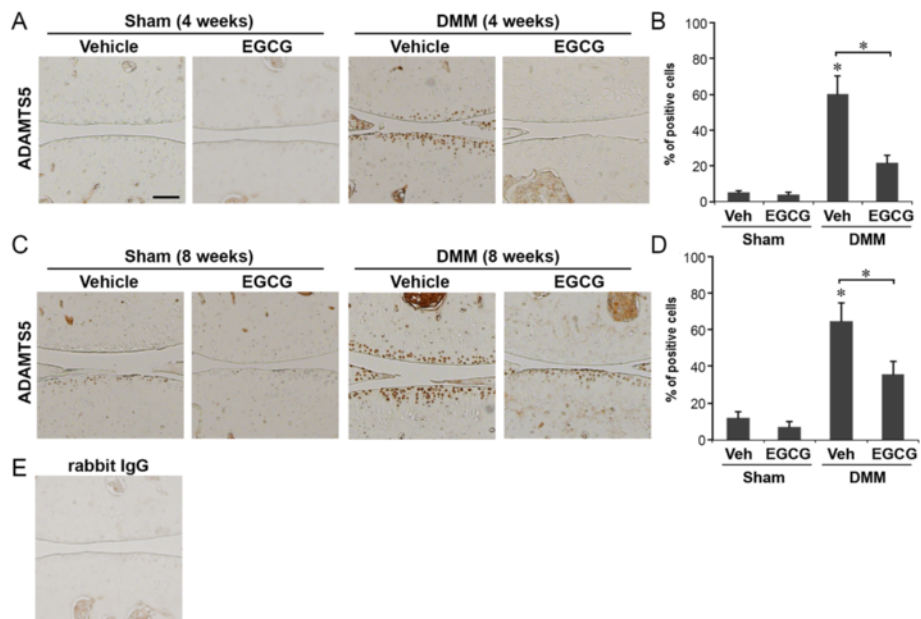 A
Sham (4 weeks)
DMM (4 weeks)
Vehicle
EGCG
Vehicle
EGCG
ADAMTS5
B
% of positive cells
100
80
60
40
20
0
*
*
Veh
EGCG
Veh
EGCG
Sham
DMM
C
Sham (8 weeks)
DMM (8 weeks)
Vehicle
EGCG
Vehicle
EGCG
ADAMTS5
D
% of positive cells
100
80
60
40
20
0
*
*
Veh
EGCG
Veh
EGCG
Sham
DMM
E
rabbit IgG